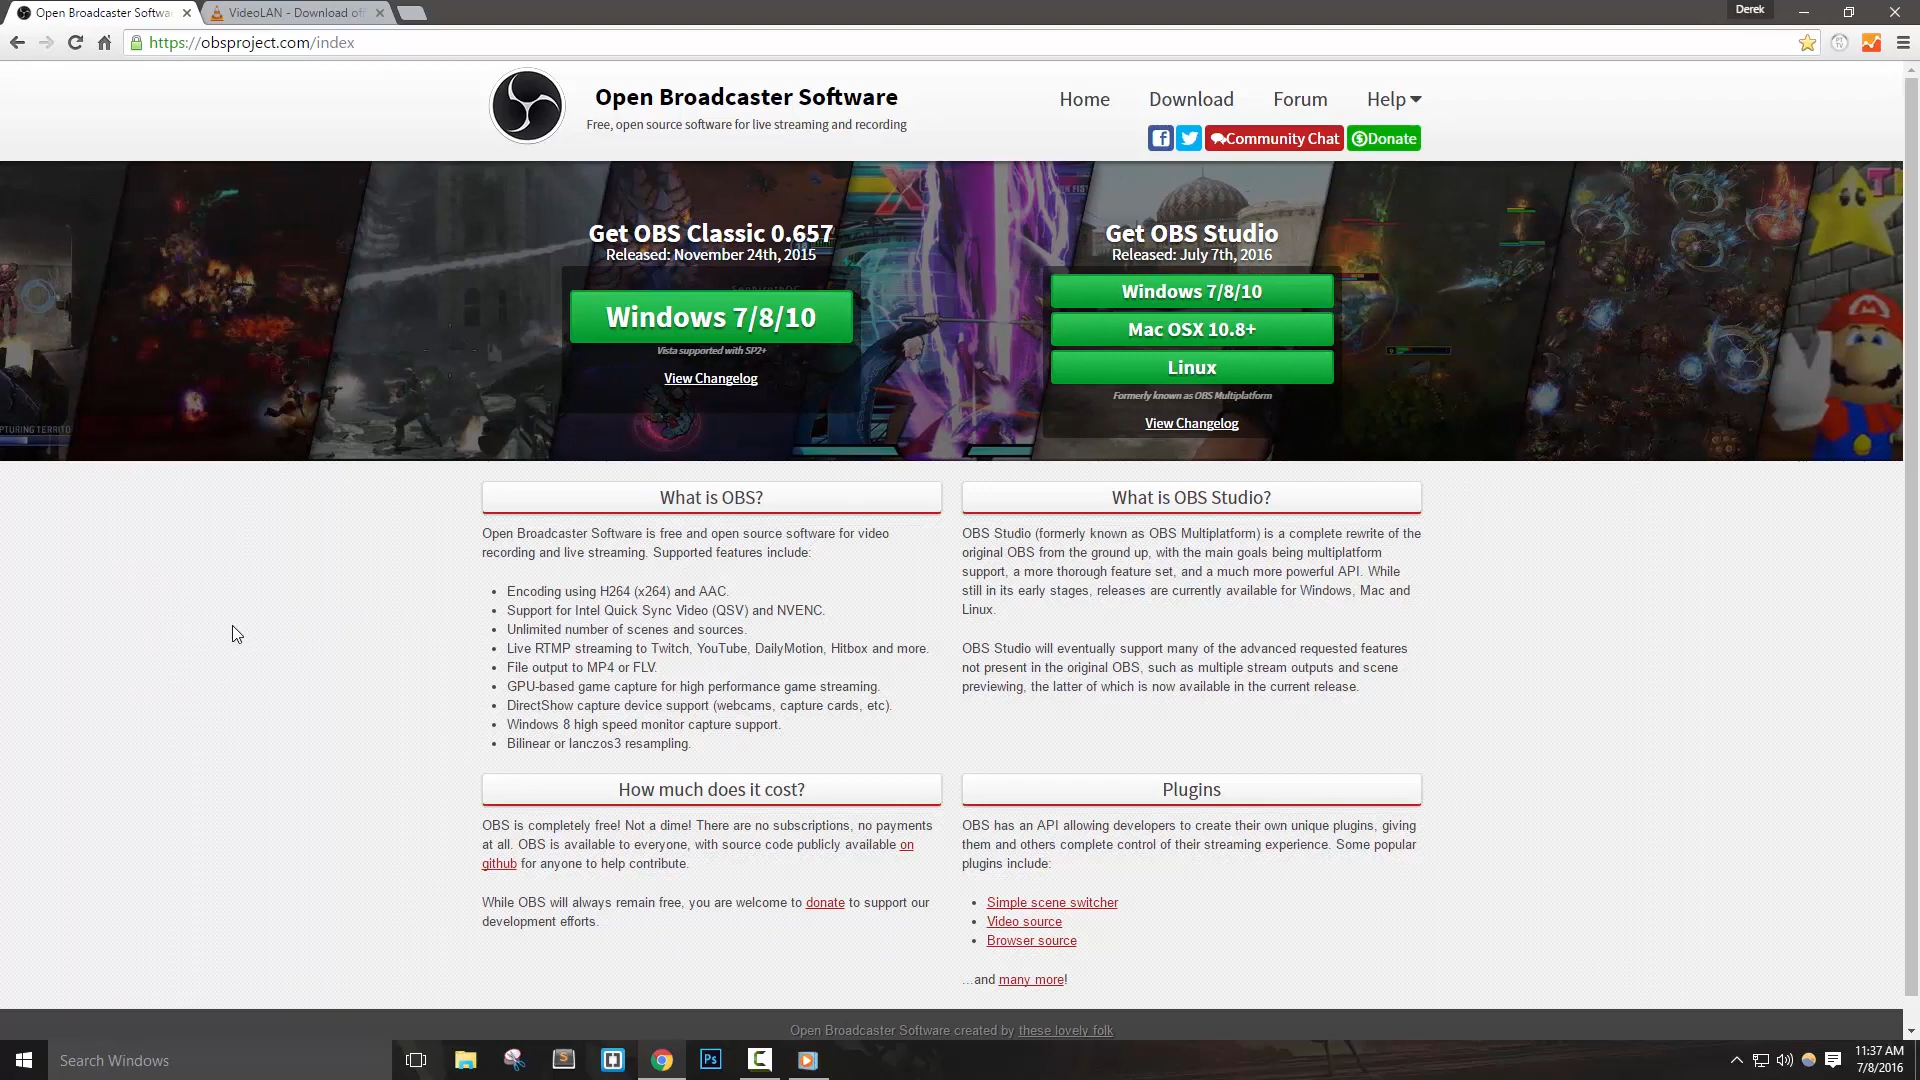 Open Broadcaster Softwa
VideoLAN - Download of
Derek
https://obsproject.com/index
Open Broadcaster Software
Free, open source software for live streaming and recording
Home
Download
Forum
Help
Community Chat
Donate
Get OBS Classic 0.657
Released: November 24th, 2015
Windows 7/8/10
Vista supported with SP2+
View Changelog
Get OBS Studio
Released: July 7th, 2016
Windows 7/8/10
Mac OSX 10.8+
Linux
Formerly known as OBS Multiplatform
View Changelog
PTURING TERRITO
What is OBS?
Open Broadcaster Software is free and open source software for video
recording and live streaming. Supported features include:
Encoding using H264 (x264) and AAC.
Support for Intel Quick Sync Video (QSV) and NVENC.
Unlimited number of scenes and sources.
Live RTMP streaming to Twitch, YouTube, DailyMotion, Hitbox and more.
File output to MP4 or FLV.
GPU-based game capture for high performance game streaming.
DirectShow capture device support (webcams, capture cards, etc).
Windows 8 high speed monitor capture support.
Bilinear or lanczos3 resampling.
What is OBS Studio?
OBS Studio (formerly known as OBS Multiplatform) is a complete rewrite of the
original OBS from the ground up, with the main goals being multiplatform
support, a more thorough feature set, and a much more powerful API. While
still in its early stages, releases are currently available for Windows, Mac and
Linux.
OBS Studio will eventually support many of the advanced requested features
not present in the original OBS, such as multiple stream outputs and scene
previewing, the latter of which is now available in the current release.
How much does it cost?
OBS is completely free! Not a dime! There are no subscriptions, no payments
at all. OBS is available to everyone, with source code publicly available on
github for anyone to help contribute.
While OBS will always remain free, you are welcome to donate to support our
development efforts.
Plugins
OBS has an API allowing developers to create their own unique plugins, giving
them and others complete control of their streaming experience. Some popular
plugins include:
Simple scene switcher
Video source
Browser source
...and many more!
Open Broadcaster Software created by these lovely folk
Search Windows
Ps
11:37 AM
7/8/2016